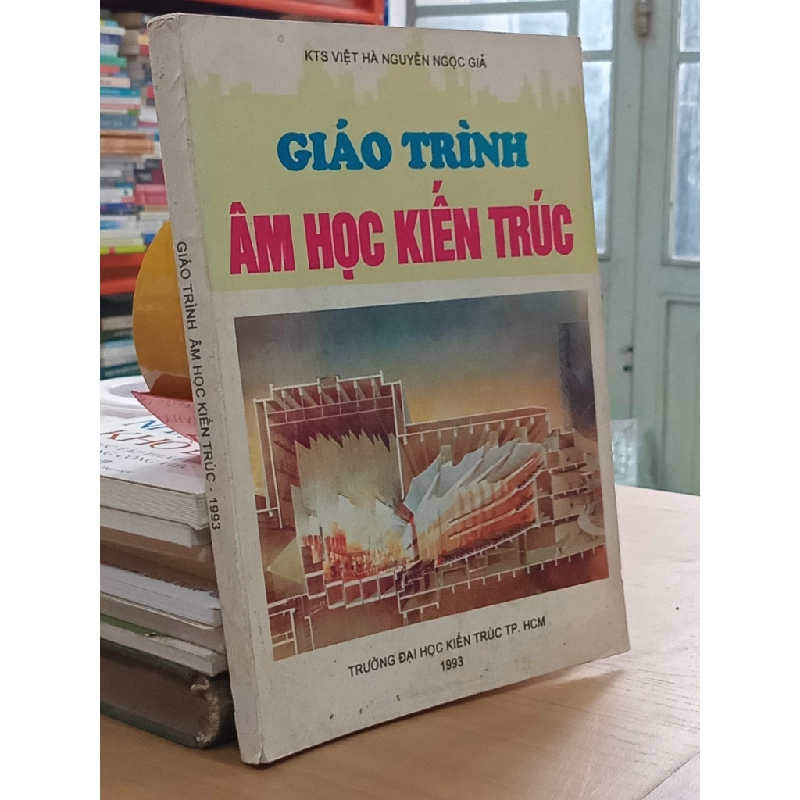 KTS VIỆT HÀ NGUYỄN NGỌC GIẢ
GIÁO TRÌNH
ÂM HỌC KIẾN TRÚC
TRƯỜNG ĐẠI HỌC KIẾN TRÚC TP. HCM
1993
GIÁO TRÌNH ÂM HỌC KIẾN TRÚC - 1993